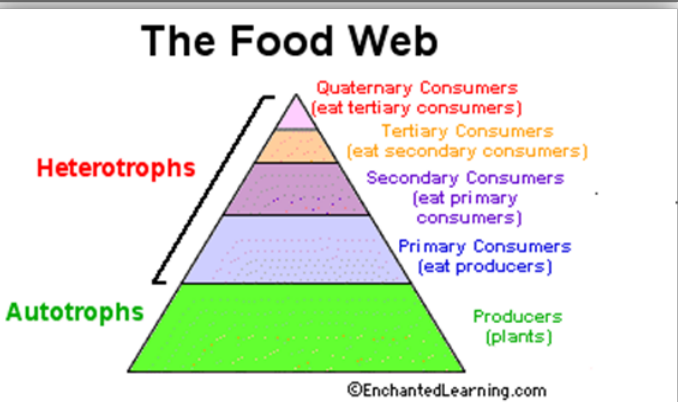 The Food Web
Quaternary Consumers
(eat tertiary consumers)
Tertiary Consumers
(eat secondary consumers)
Heterotrophs
Secondary Consumers
(eat primary
consumers)
Primary Consumers
(eat producers)
Autotrophs
Producers
(plants)
©EnchantedLearning.com